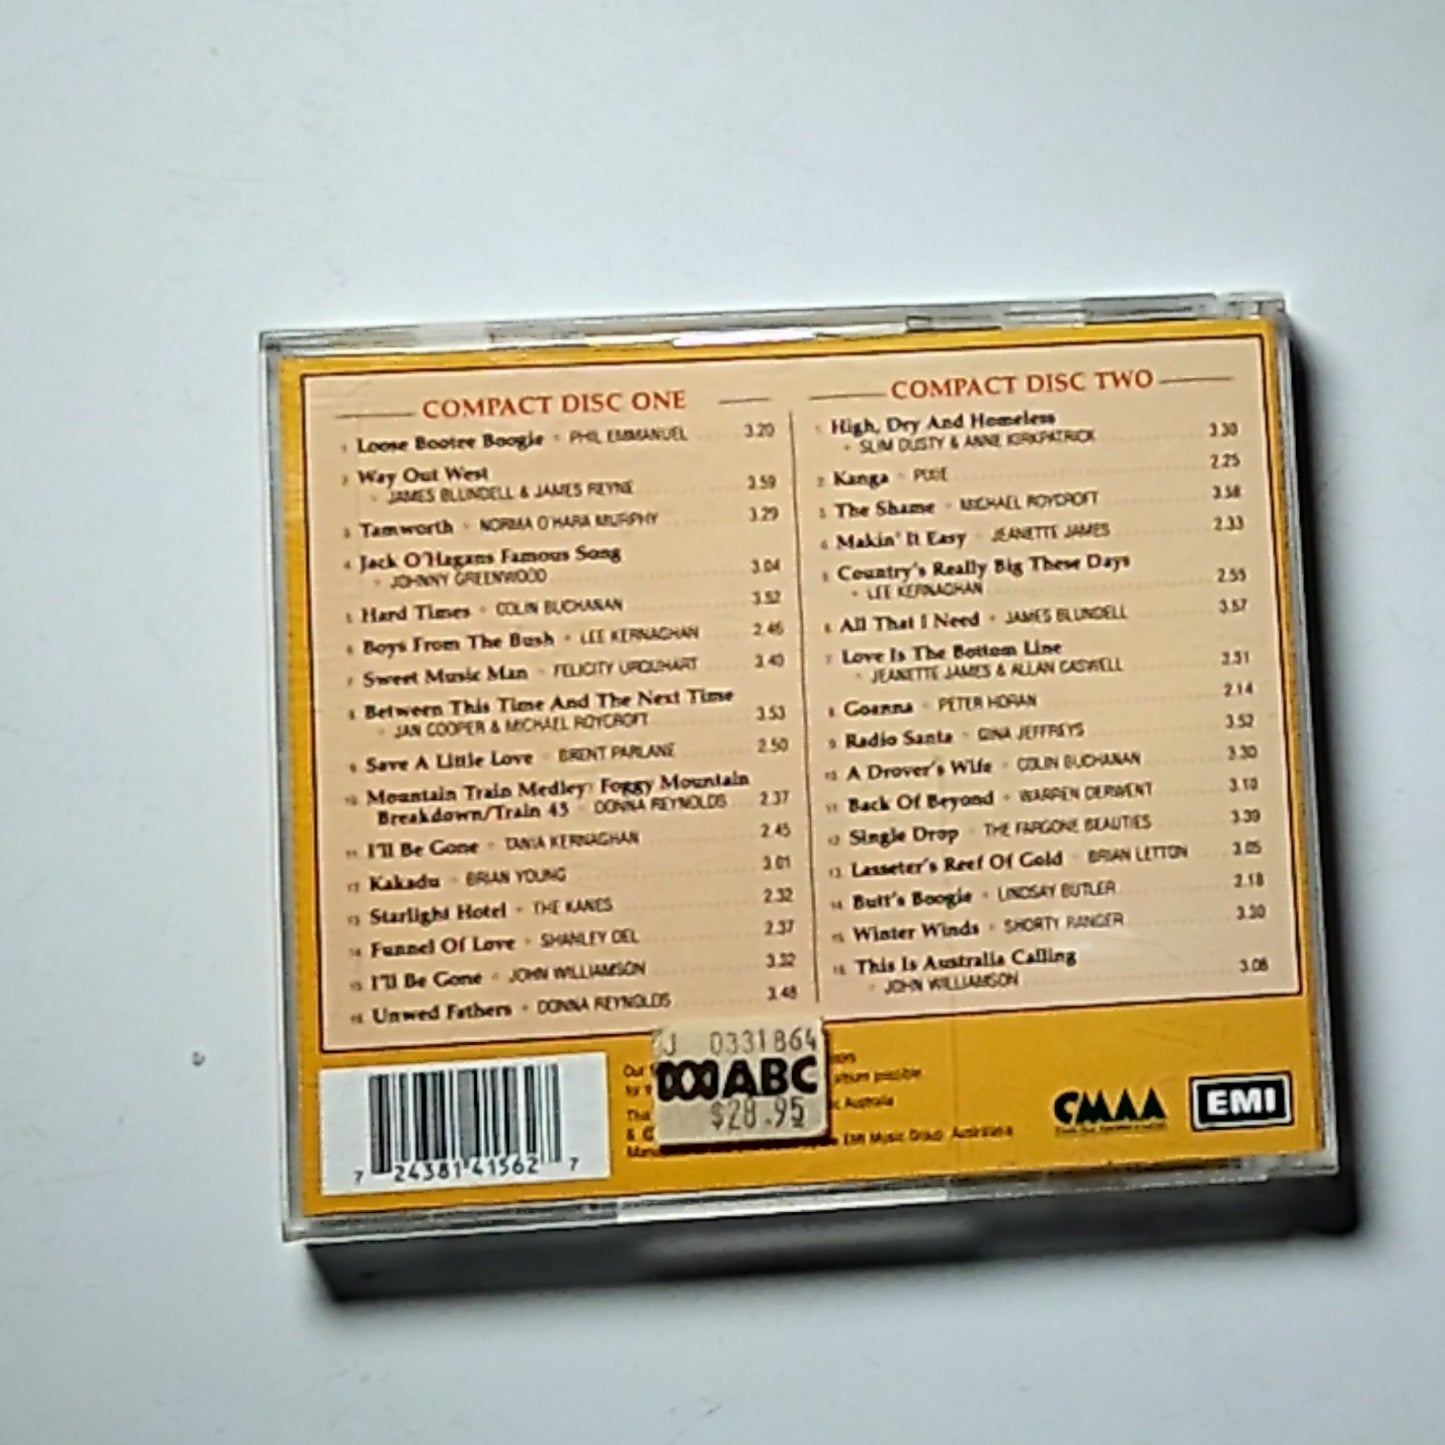 COMPACT DISC ONE
1 Loose Bootee Boogie • PHIL EMMANUEL 3.20
2 Way Out West
• JAMES BLUNDELL & JAMES REYNE 3.59
3 Tamworth • NORMA O'HARA MURPHY 3.29
4 Jack O'Hagans Famous Song
• JOHNNY GREENWOOD 3.04
5 Hard Times • COLIN BUCHANAN 3.52
6 Boys From The Bush • LEE KERNAGHAN 2.46
7 Sweet Music Man • FELICITY URQUHART 3.40
8 Between This Time And The Next Time
• JAN COOPER & MICHAEL ROYCROFT 3.53
9 Save A Little Love • BRENT PARLANE 2.50
10 Mountain Train Medley: Foggy Mountain
Breakdown/Train 45 • DONNA REYNOLDS 2.37
11 I'll Be Gone • TANIA KERNAGHAN 2.45
12 Kakadu • BRIAN YOUNG 3.01
13 Starlight Hotel • THE KANES 2.32
14 Funnel Of Love • SHANLEY DEL 2.37
15 I'll Be Gone • JOHN WILLIAMSON 3.32
16 Unwed Fathers • DONNA REYNOLDS 3.48
COMPACT DISC TWO
1 High, Dry And Homeless
• SLIM DUSTY & ANNE KIRKPATRICK 3.30
2 Kanga • PIXIE 2.25
3 The Shame • MICHAEL ROYCROFT 3.58
4 Makin' It Easy • JEANETTE JAMES 2.33
5 Country's Really Big These Days
• LEE KERNAGHAN 2.55
6 All That I Need • JAMES BLUNDELL 3.57
7 Love Is The Bottom Line
• JEANETTE JAMES & ALLAN CASWELL 2.51
8 Goanna • PETER HORAN 2.14
9 Radio Santa • GINA JEFFREYS 3.52
10 A Drover's Wife • COLIN BUCHANAN 3.30
11 Back Of Beyond • WARREN DERWENT 3.10
12 Single Drop • THE FARGONE BEAUTIES 3.39
13 Lasseter's Reef Of Gold • BRIAN LETTON 3.05
14 Butt's Boogie • LINDSAY BUTLER 2.18
15 Winter Winds • SHORTY RANGER 3.30
16 This Is Australia Calling
• JOHN WILLIAMSON 3.08
7 24381 41562 7
J 0331864
ABC
$28.95
Our
album possible
Australia
& ©
EMI Music Group Australasia
CMAA
EMI